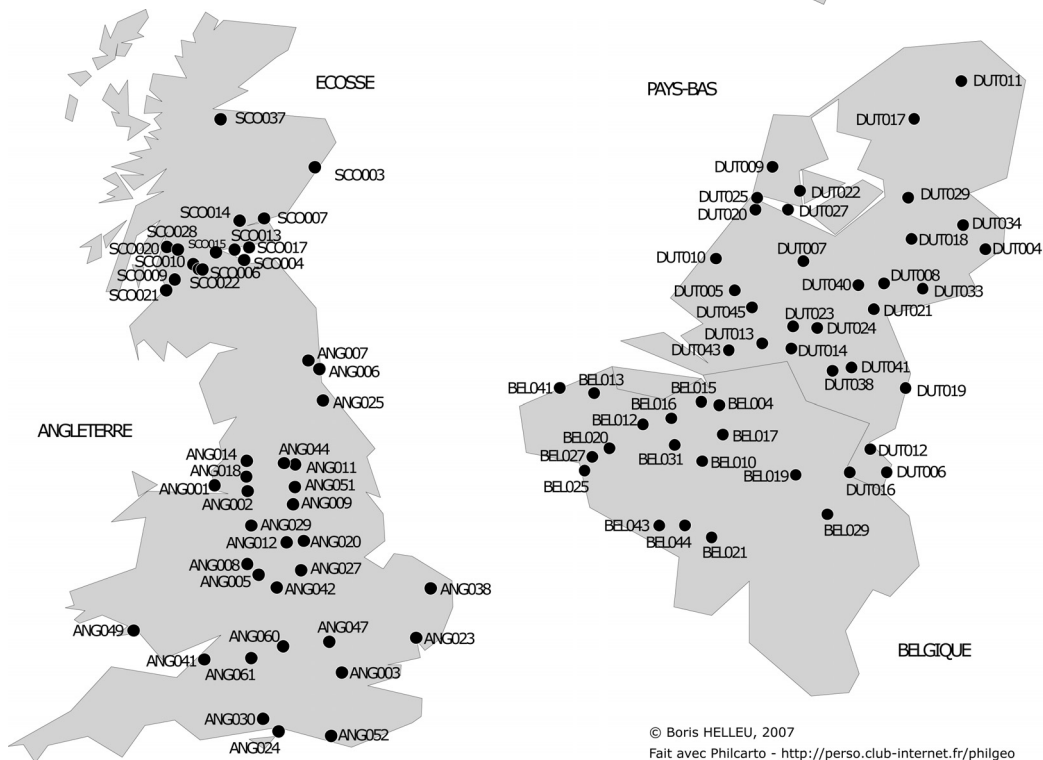 ECOSSE
SCO037
SCO003
SCO014
SCO007
SCO028
SCO013
SCO020
SCO015
SCO017
SCO010
SCO004
SCO009
SCO006
SCO022
SCO021
ANG007
ANG006
ANG025
ANGLETERRE
ANG014
ANG044
ANG018
ANG011
ANG001
ANG051
ANG002
ANG009
ANG029
ANG012
ANG020
ANG008
ANG027
ANG005
ANG042
ANG038
ANG049
ANG060
ANG047
ANG023
ANG041
ANG061
ANG003
ANG030
ANG024
ANG052
PAYS-BAS
DUT011
DUT017
DUT009
DUT025
DUT022
DUT029
DUT020
DUT027
DUT034
DUT018
DUT007
DUT004
DUT010
DUT040
DUT008
DUT005
DUT033
DUT045
DUT021
DUT023
DUT024
DUT013
DUT043
DUT014
DUT041
DUT038
DUT019
BEL041
BEL013
BEL015
BEL016
BEL004
BEL012
BEL020
BEL017
DUT012
BEL027
BEL031
BEL010
BEL019
DUT006
BEL025
DUT016
BEL043
BEL044
BEL029
BEL021
BELGIQUE
© Boris HELLEU, 2007
Fait avec Philcarto - http://perso.club-internet.fr/philgeo